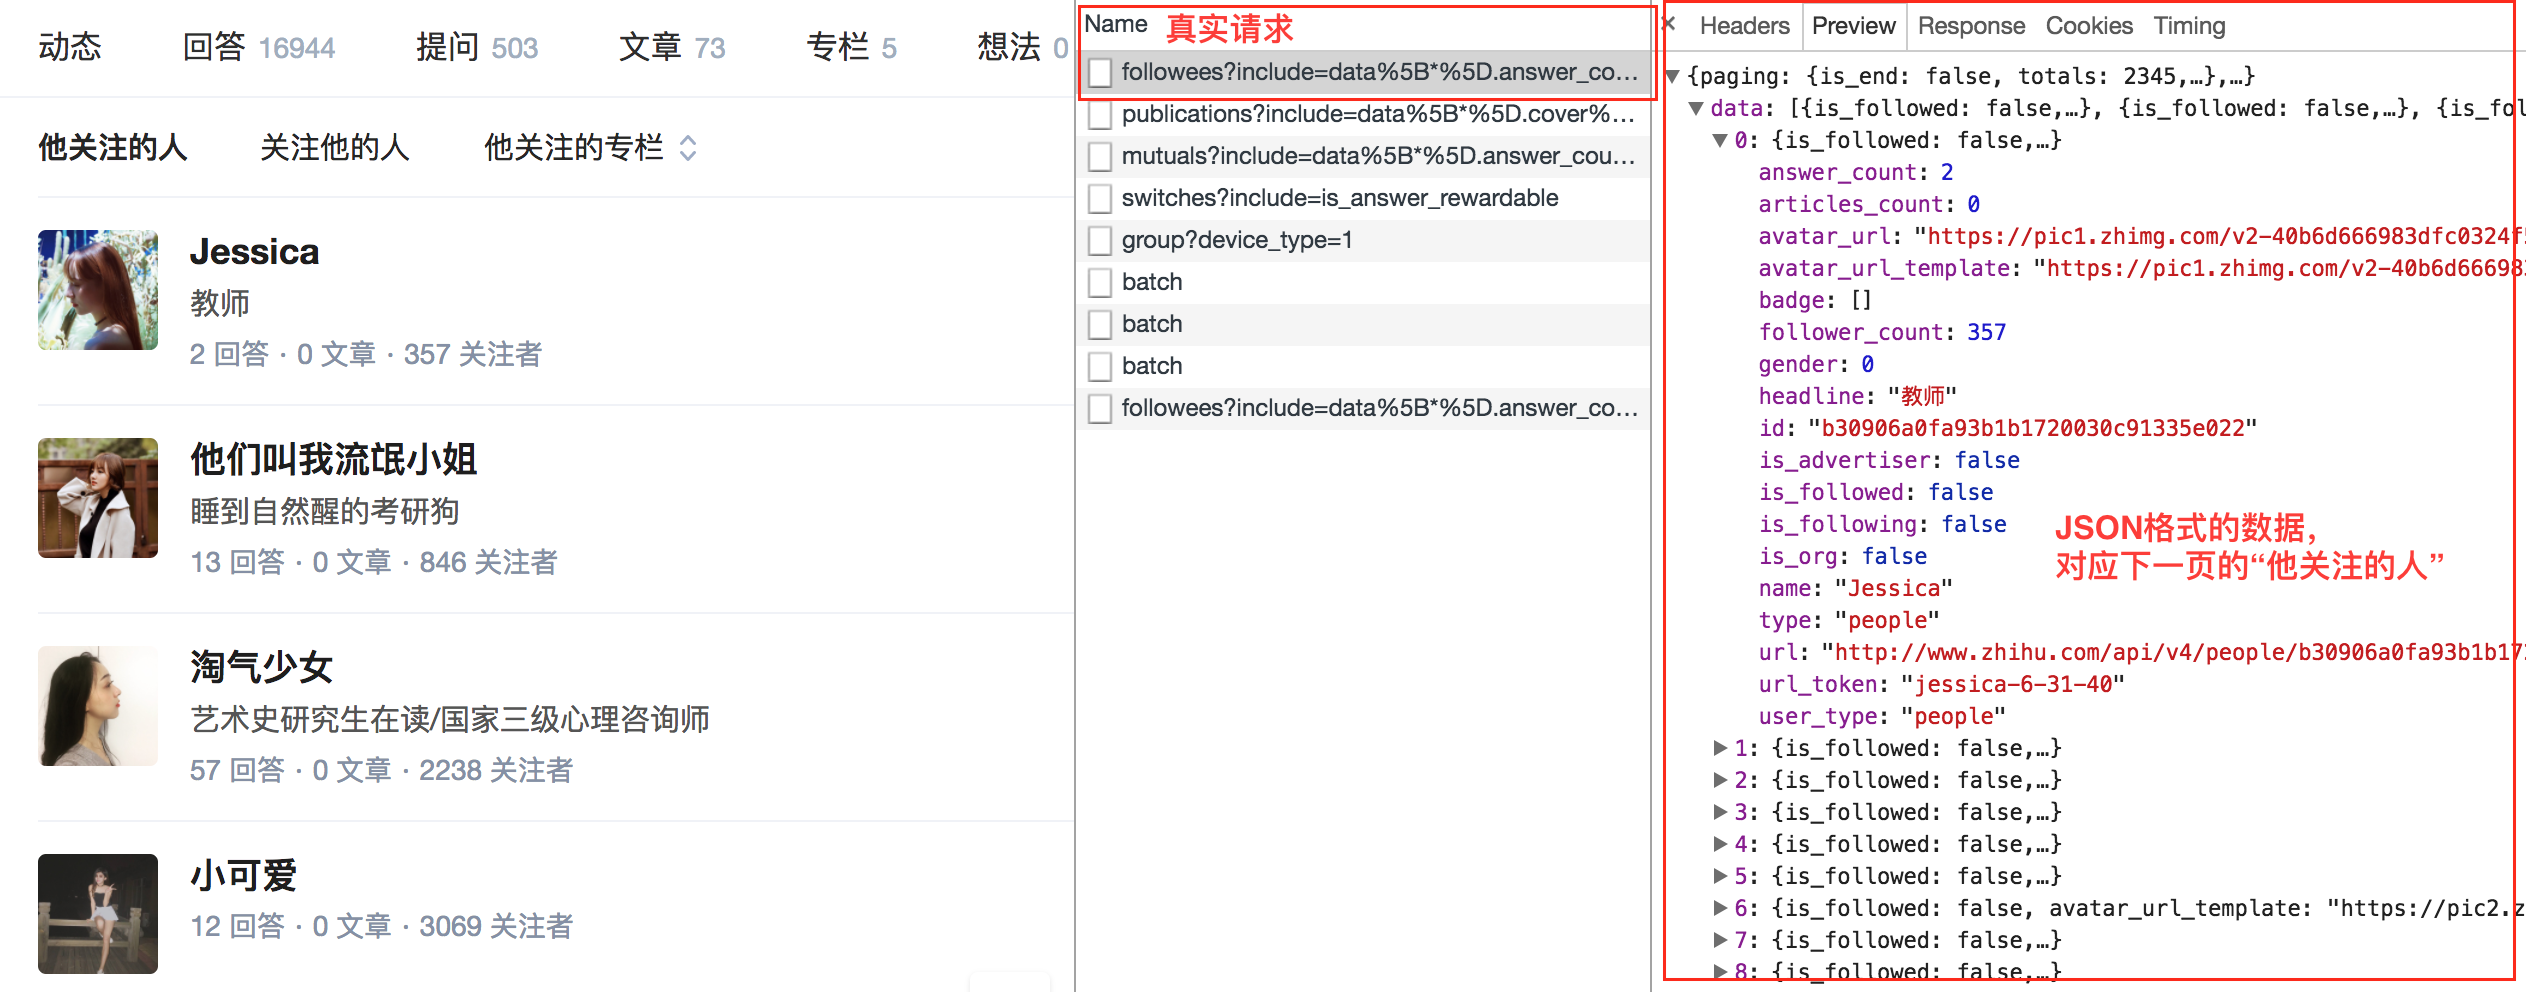 动态 回答 16944 提问 503 文章 73 专栏 5 想法 0
他关注的人 关注他的人 他关注的专栏
Jessica
教师
2 回答 · 0 文章 · 357 关注者
他们叫我流氓小姐
睡到自然醒的考研狗
13 回答 · 0 文章 · 846 关注者
淘气少女
艺术史研究生在读/国家三级心理咨询师
57 回答 · 0 文章 · 2238 关注者
小可爱
12 回答 · 0 文章 · 3069 关注者
Name 真实请求
followees?include=data%5B*%5D.answer_co…
publications?include=data%5B*%5D.cover%…
mutuals?include=data%5B*%5D.answer_cou…
switches?include=is_answer_rewardable
group?device_type=1
batch
batch
batch
followees?include=data%5B*%5D.answer_co…
× Headers Preview Response Cookies Timing
▼{paging: {is_end: false, totals: 2345,…},…}
▼data: [{is_followed: false,…}, {is_followed: false,…}, {is_fol
▼0: {is_followed: false,…}
answer_count: 2
articles_count: 0
avatar_url: "https://pic1.zhimg.com/v2-40b6d666983dfc0324f5
avatar_url_template: "https://pic1.zhimg.com/v2-40b6d666983
badge: []
follower_count: 357
gender: 0
headline: "教师"
id: "b30906a0fa93b1b1720030c91335e022"
is_advertiser: false
is_followed: false
is_following: false
is_org: false
name: "Jessica"
type: "people"
url: "http://www.zhihu.com/api/v4/people/b30906a0fa93b1b172
url_token: "jessica-6-31-40"
user_type: "people"
JSON格式的数据，
对应下一页的“他关注的人”
▶1: {is_followed: false,…}
▶2: {is_followed: false,…}
▶3: {is_followed: false,…}
▶4: {is_followed: false,…}
▶5: {is_followed: false,…}
▶6: {is_followed: false, avatar_url_template: "https://pic2.z
▶7: {is_followed: false,…}
▶8: {is_followed: false,…}